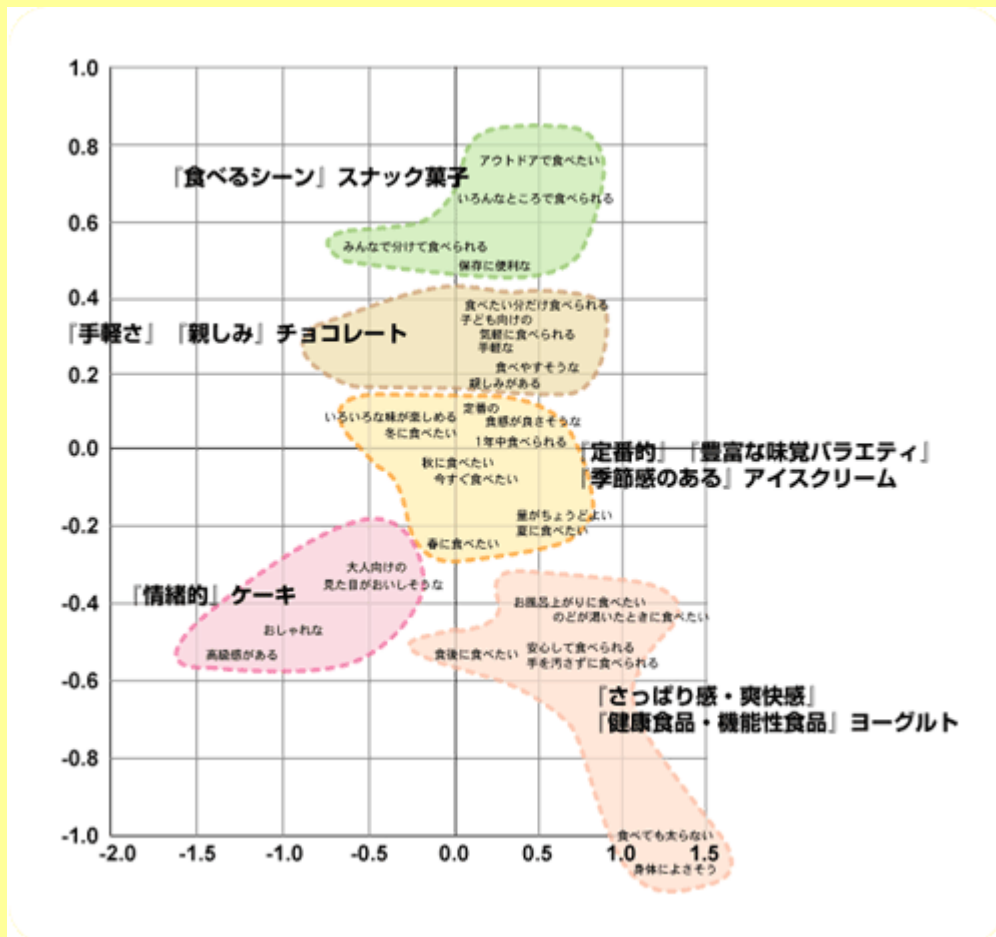 1.0
0.8
『食べるシーン』スナック菓子
アウトドアで食べたい
いろんなところで食べられる
0.6
みんなで分けて食べられる
保存に便利な
0.4
食べたい分だけ食べられる
子ども向けの
『手軽さ』『親しみ』チョコレート
気軽に食べられる
手軽な
0.2
食べやすそうな
親しみがある
定番の
いろいろな味が楽しめる
食感が良さそうな
冬に食べたい
1年中食べられる
0.0
『定番的』『豊富な味覚バラエティ』
『季節感のある』アイスクリーム
秋に食べたい
今すぐ食べたい
-0.2
量がちょうどよい
夏に食べたい
春に食べたい
大人向けの
見た目がおいしそうな
『情緒的』ケーキ
-0.4
お風呂上がりに食べたい
のどが渇いたときに食べたい
おしゃれな
高級感がある
食後に食べたい
安心して食べられる
手を汚さずに食べられる
-0.6
『さっぱり感・爽快感』
『健康食品・機能性食品』ヨーグルト
-0.8
-1.0
食べても太らない
身体によさそう
-2.0 -1.5 -1.0 -0.5 0.0 0.5 1.0 1.5